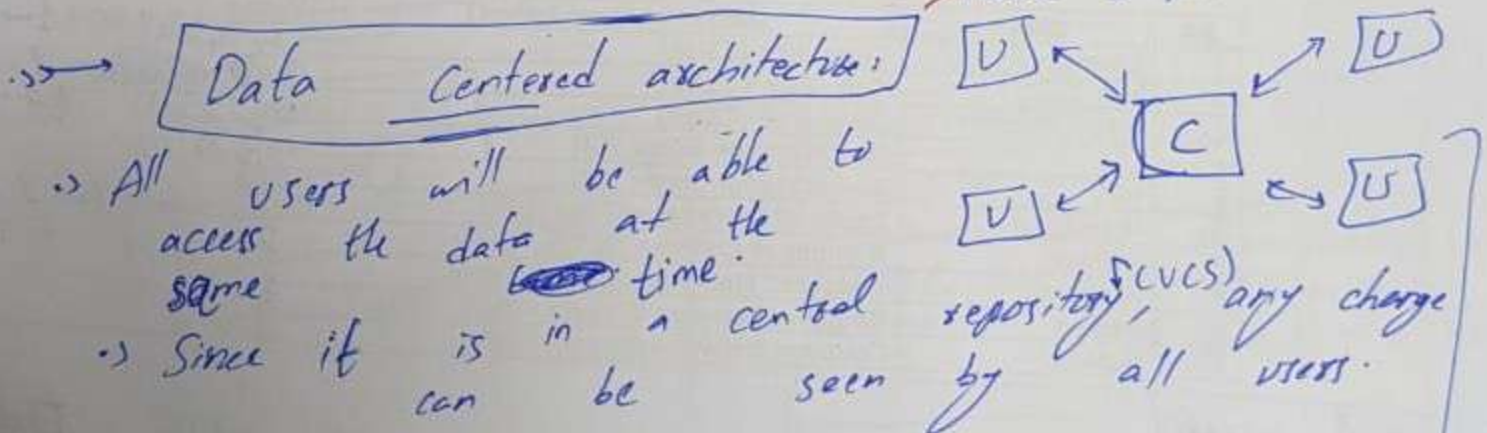 Data Centered architecture:
U U
C
U U
All users will be able to
access the data at the
same time.
Since it is in a central repository, (VCS) any change
can be seen by all users.